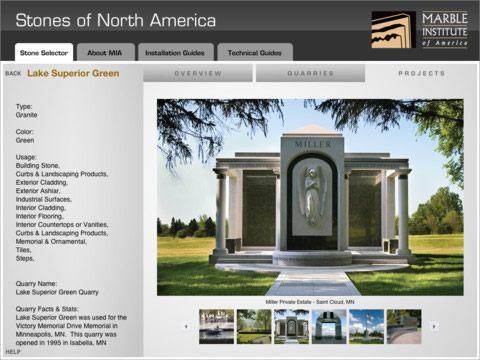 Stones of North America
MARBLE
INSTITUTE
of America
Stone Selector
About MIA
Installation Guides
Technical Guides
BACK
Lake Superior Green
OVERVIEW
QUARRIES
PROJECTS
Type:
Granite
Color:
Green
Usage:
Building Stone,
Curbs & Landscaping Products,
Exterior Cladding,
Exterior Ashlar,
Industrial Surfaces,
Interior Cladding,
Interior Flooring,
Interior Countertops or Vanities,
Curbs & Landscaping Products,
Memorial & Ornamental,
Tiles,
Steps,
Quarry Name:
Lake Superior Green Quarry
Quarry Facts & Stats:
Lake Superior Green was used for the
Victory Memorial Drive Memorial in
Minneapolis, MN. This quarry was
opened in 1995 in Isabella, MN
HELP
MILLER
Miller Private Estate - Saint Cloud, MN